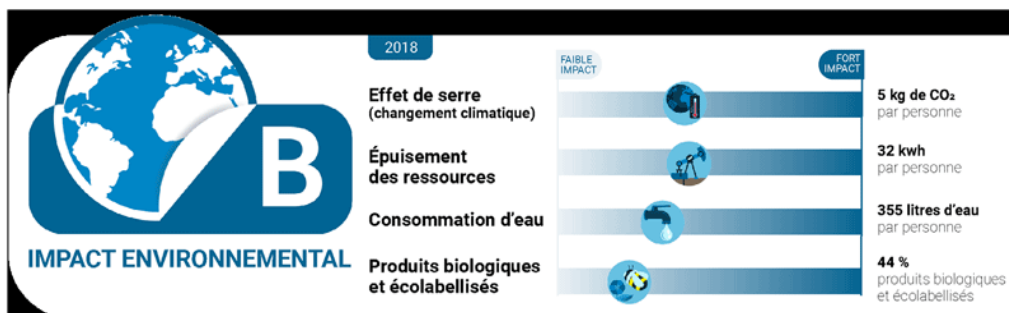 B
IMPACT ENVIRONNEMENTAL
2018
FAIBLE
IMPACT
FORT
IMPACT
Effet de serre
(changement climatique)
5 kg de CO₂
par personne
Épuisement
des ressources
32 kwh
par personne
Consommation d'eau
355 litres d'eau
par personne
Produits biologiques
et écolabellisés
44 %
produits biologiques
et écolabellisés